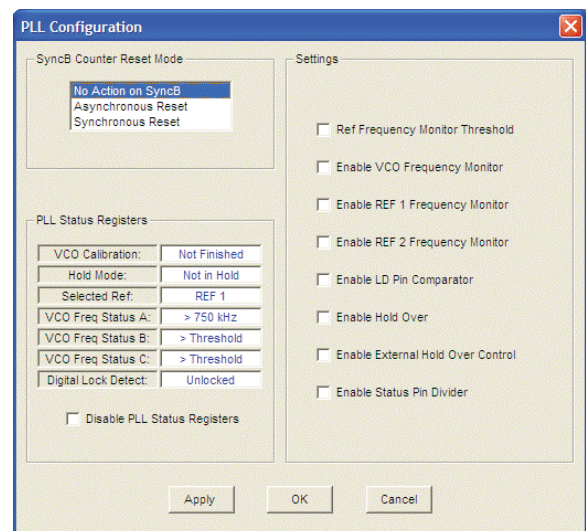 PLL Configuration
SyncB Counter Reset Mode
No Action on SyncB
Asynchronous Reset
Synchronous Reset
PLL Status Registers
VCO Calibration: Not Finished
Hold Mode: Not in Hold
Selected Ref: REF 1
VCO Freq Status A: > 750 kHz
VCO Freq Status B: > Threshold
VCO Freq Status C: > Threshold
Digital Lock Detect: Unlocked
Disable PLL Status Registers
Settings
Ref Frequency Monitor Threshold
Enable VCO Frequency Monitor
Enable REF 1 Frequency Monitor
Enable REF 2 Frequency Monitor
Enable LD Pin Comparator
Enable Hold Over
Enable External Hold Over Control
Enable Status Pin Divider
Apply
OK
Cancel